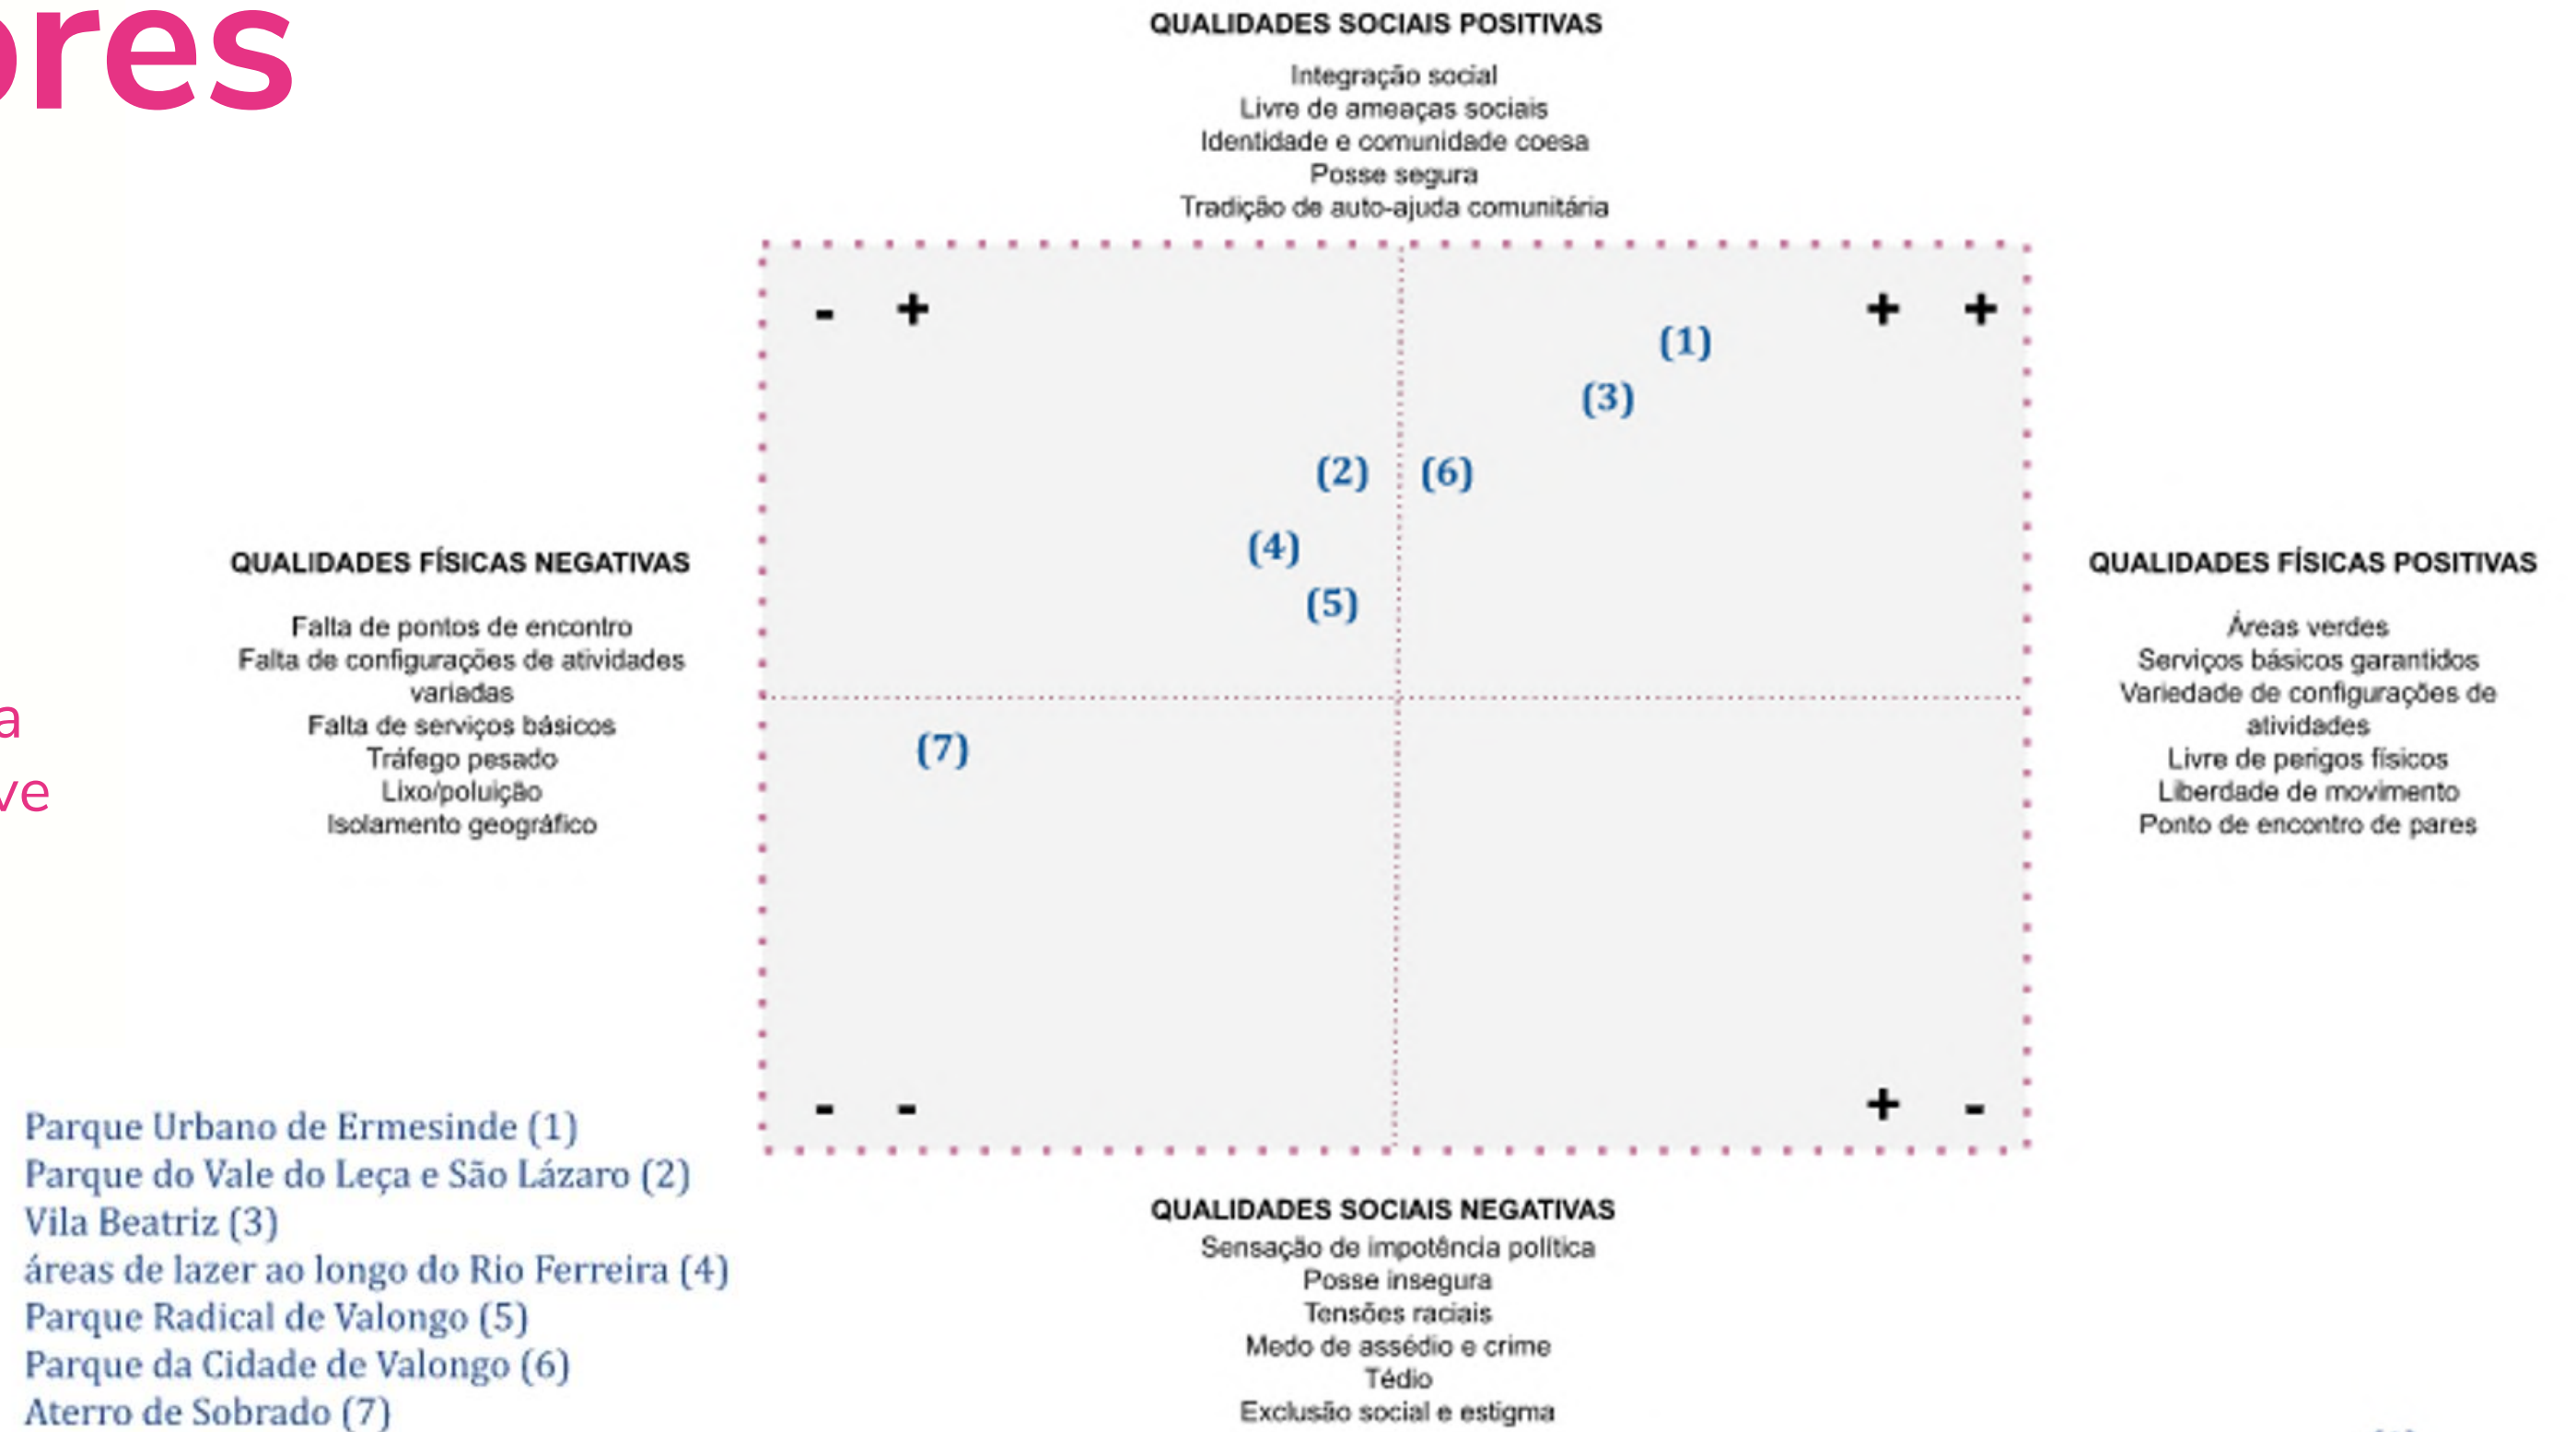 ores
QUALIDADES SOCIAIS POSITIVAS
Integração social
Livre de ameaças sociais
Identidade e comunidade coesa
Posse segura
Tradição de auto-ajuda comunitária
- +
+ +
(1)
(3)
(2)
(6)
(4)
(5)
(7)
QUALIDADES FÍSICAS NEGATIVAS
Falta de pontos de encontro
Falta de configurações de atividades
variadas
Falta de serviços básicos
Tráfego pesado
Lixo/poluição
Isolamento geográfico
QUALIDADES FÍSICAS POSITIVAS
Áreas verdes
Serviços básicos garantidos
Variedade de configurações de
atividades
Livre de perigos físicos
Liberdade de movimento
Ponto de encontro de pares
a
ve
- -
+ -
Parque Urbano de Ermesinde (1)
Parque do Vale do Leça e São Lázaro (2)
Vila Beatriz (3)
áreas de lazer ao longo do Rio Ferreira (4)
Parque Radical de Valongo (5)
Parque da Cidade de Valongo (6)
Aterro de Sobrado (7)
QUALIDADES SOCIAIS NEGATIVAS
Sensação de impotência política
Posse insegura
Tensões raciais
Medo de assédio e crime
Tédio
Exclusão social e estigma